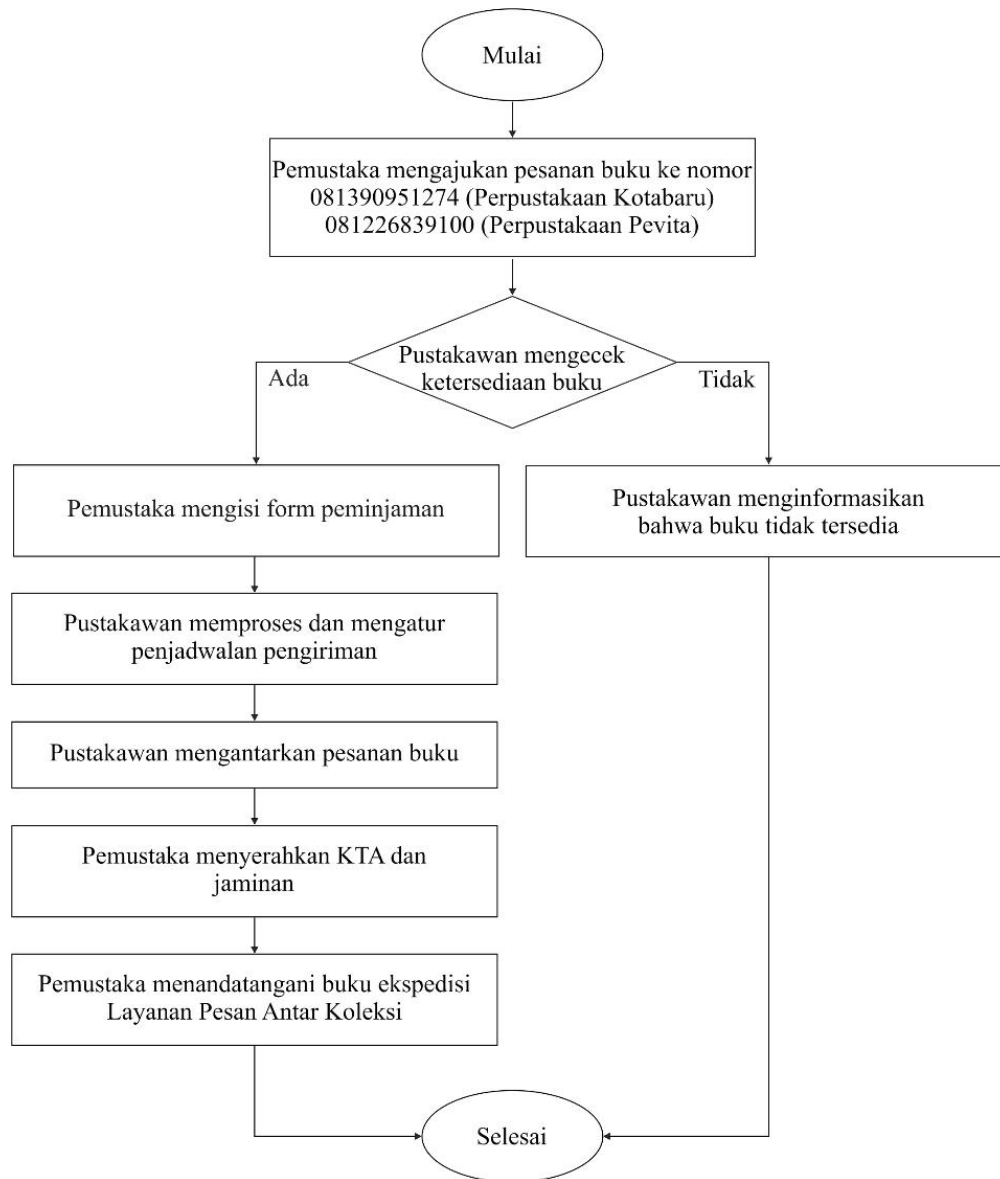 Mulai
Pemustaka mengajukan pesanan buku ke nomor
081390951274 (Perpustakaan Kotabaru)
081226839100 (Perpustakaan Pevita)
Pustakawan mengecek
ketersediaan buku
Ada
Tidak
Pemustaka mengisi form peminjaman
Pustakawan menginformasikan
bahwa buku tidak tersedia
Pustakawan memproses dan mengatur
penjadwalan pengiriman
Pustakawan mengantarkan pesanan buku
Pemustaka menyerahkan KTA dan
jaminan
Pemustaka menandatangani buku ekspedisi
Layanan Pesan Antar Koleksi
Selesai